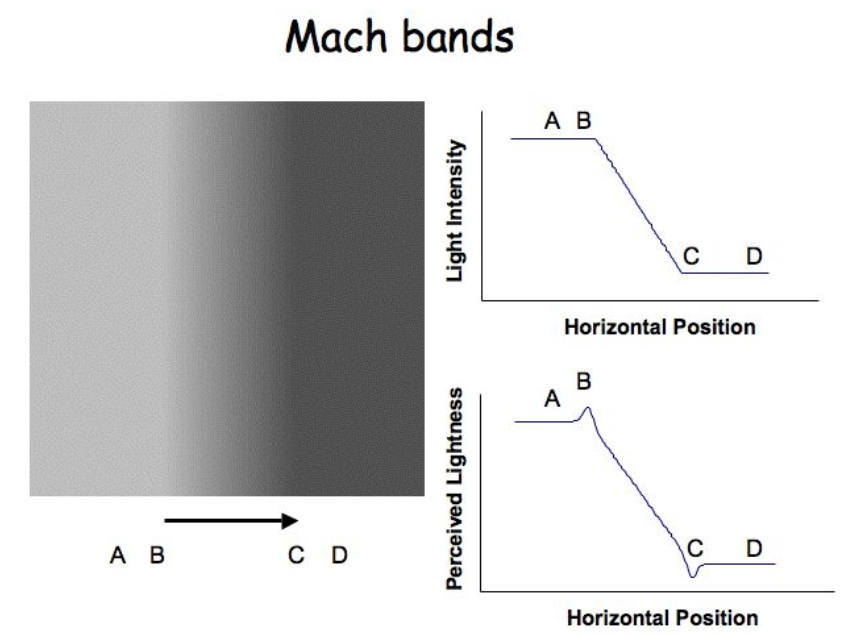 Mach bands
A B C D
Light Intensity
A B
C D
Horizontal Position
Perceived Lightness
B
A
C D
Horizontal Position